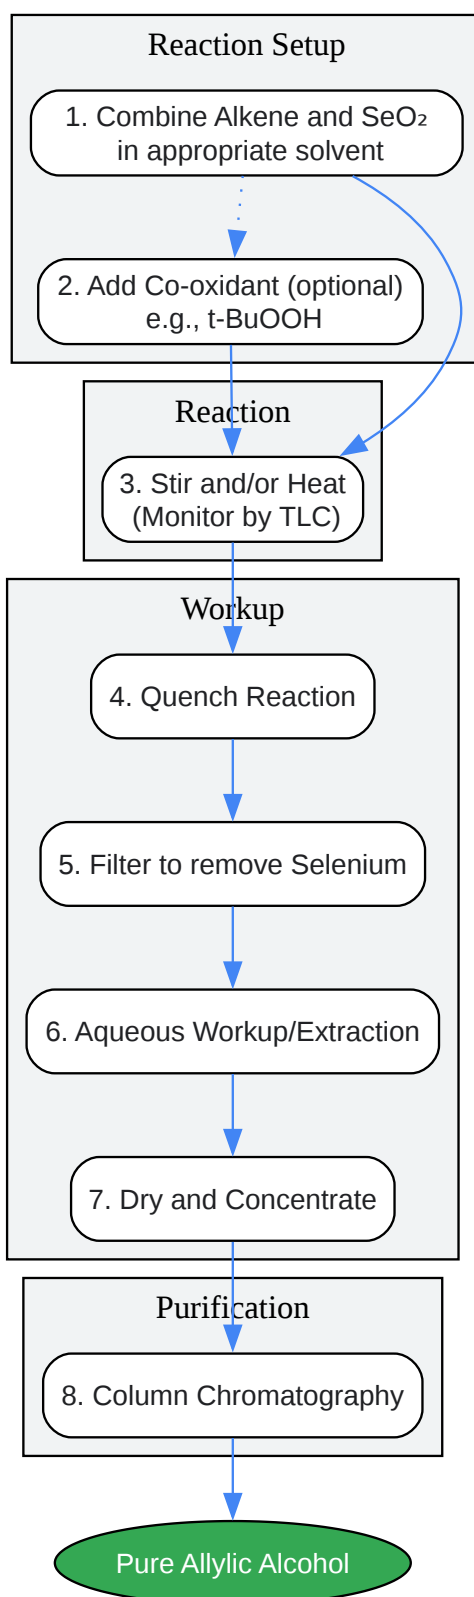 Reaction Setup
1. Combine Alkene and SeO₂
in appropriate solvent
2. Add Co-oxidant (optional)
e.g., t-BuOOH
Reaction
3. Stir and/or Heat
(Monitor by TLC)
Workup
4. Quench Reaction
5. Filter to remove Selenium
6. Aqueous Workup/Extraction
7. Dry and Concentrate
Purification
8. Column Chromatography
Pure Allylic Alcohol